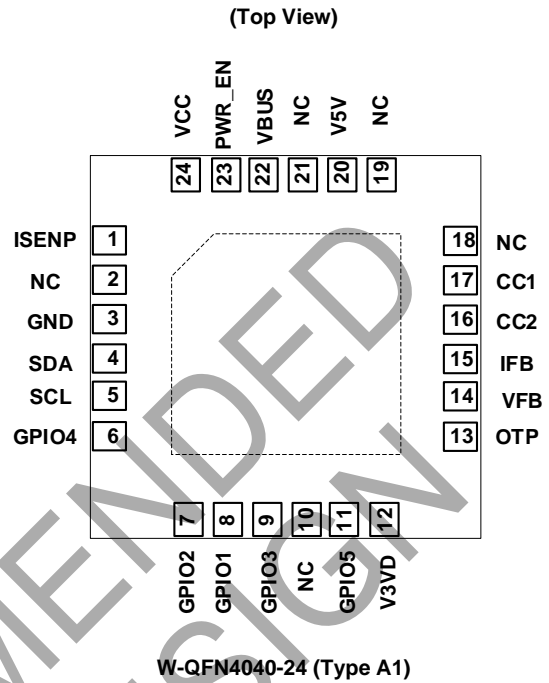 (Top View)
VCC
PWR_EN
VBUS
NC
V5V
NC
24
23
22
21
20
19
ISENP 1
NC 2
GND 3
SDA 4
SCL 5
GPIO4 6
18 NC
17 CC1
16 CC2
15 IFB
14 VFB
13 OTP
7
8
9
10
11
12
GPIO2
GPIO1
GPIO3
NC
GPIO5
V3VD
W-QFN4040-24 (Type A1)
MENDED
ESIGN